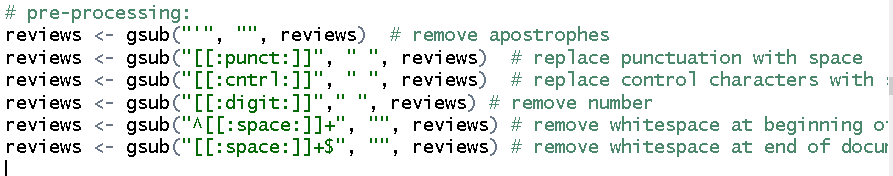 # pre-processing:
reviews <- gsub("'", "", reviews)  # remove apostrophes
reviews <- gsub("[[:punct:]]", " ", reviews)  # replace punctuation with space
reviews <- gsub("[[:cntrl:]]", " ", reviews)  # replace control characters with
reviews <- gsub("[[:digit:]]"," ", reviews) # remove number
reviews <- gsub("^[[:space:]]+", "", reviews) # remove whitespace at beginning
reviews <- gsub("[[:space:]]+$", "", reviews) # remove whitespace at end of